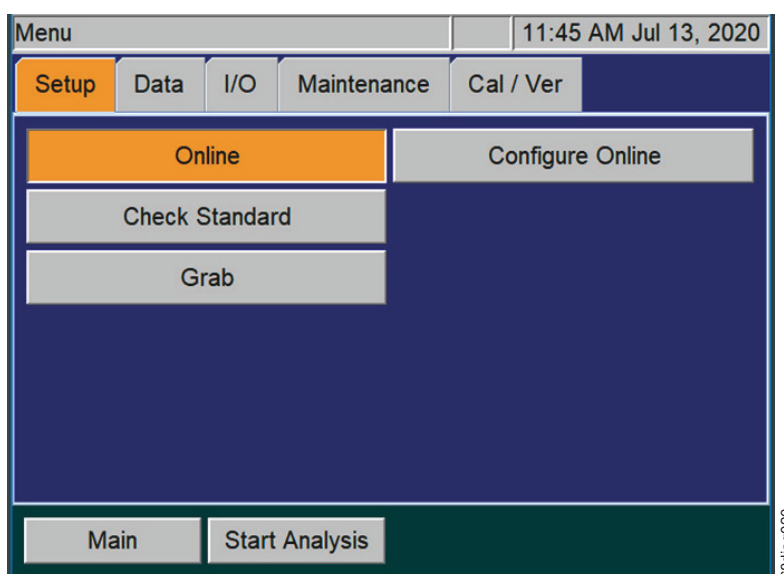 Menu 11:45 AM Jul 13, 2020
Setup Data I/O Maintenance Cal / Ver
Online Configure Online
Check Standard
Grab
Main Start Analysis